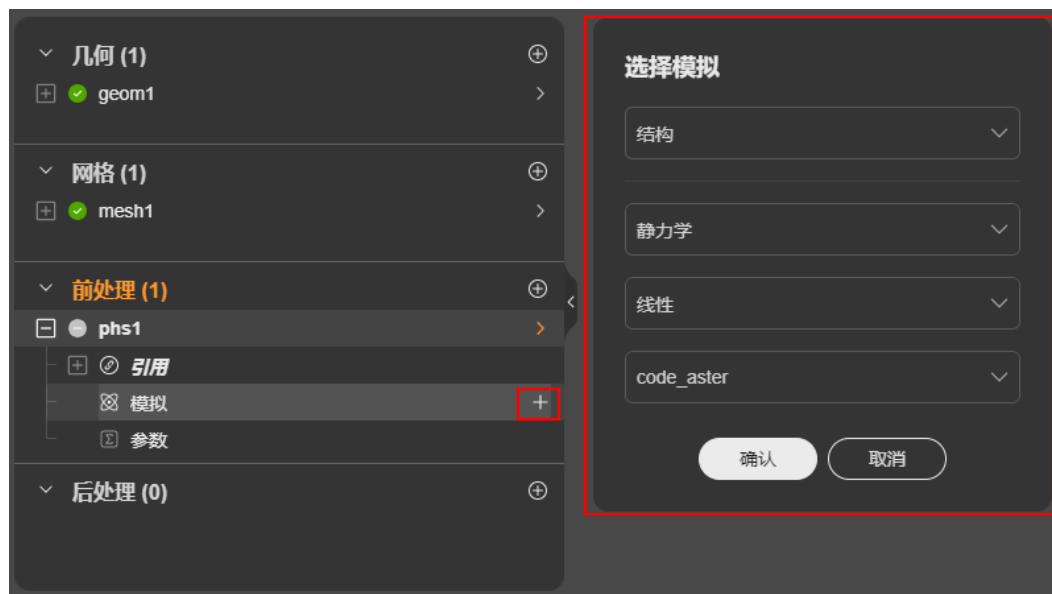 几何 (1)
geom1
网格 (1)
mesh1
前处理 (1)
phs1
引用
模拟
参数
后处理 (0)
选择模拟
结构
静力学
线性
code_aster
确认
取消